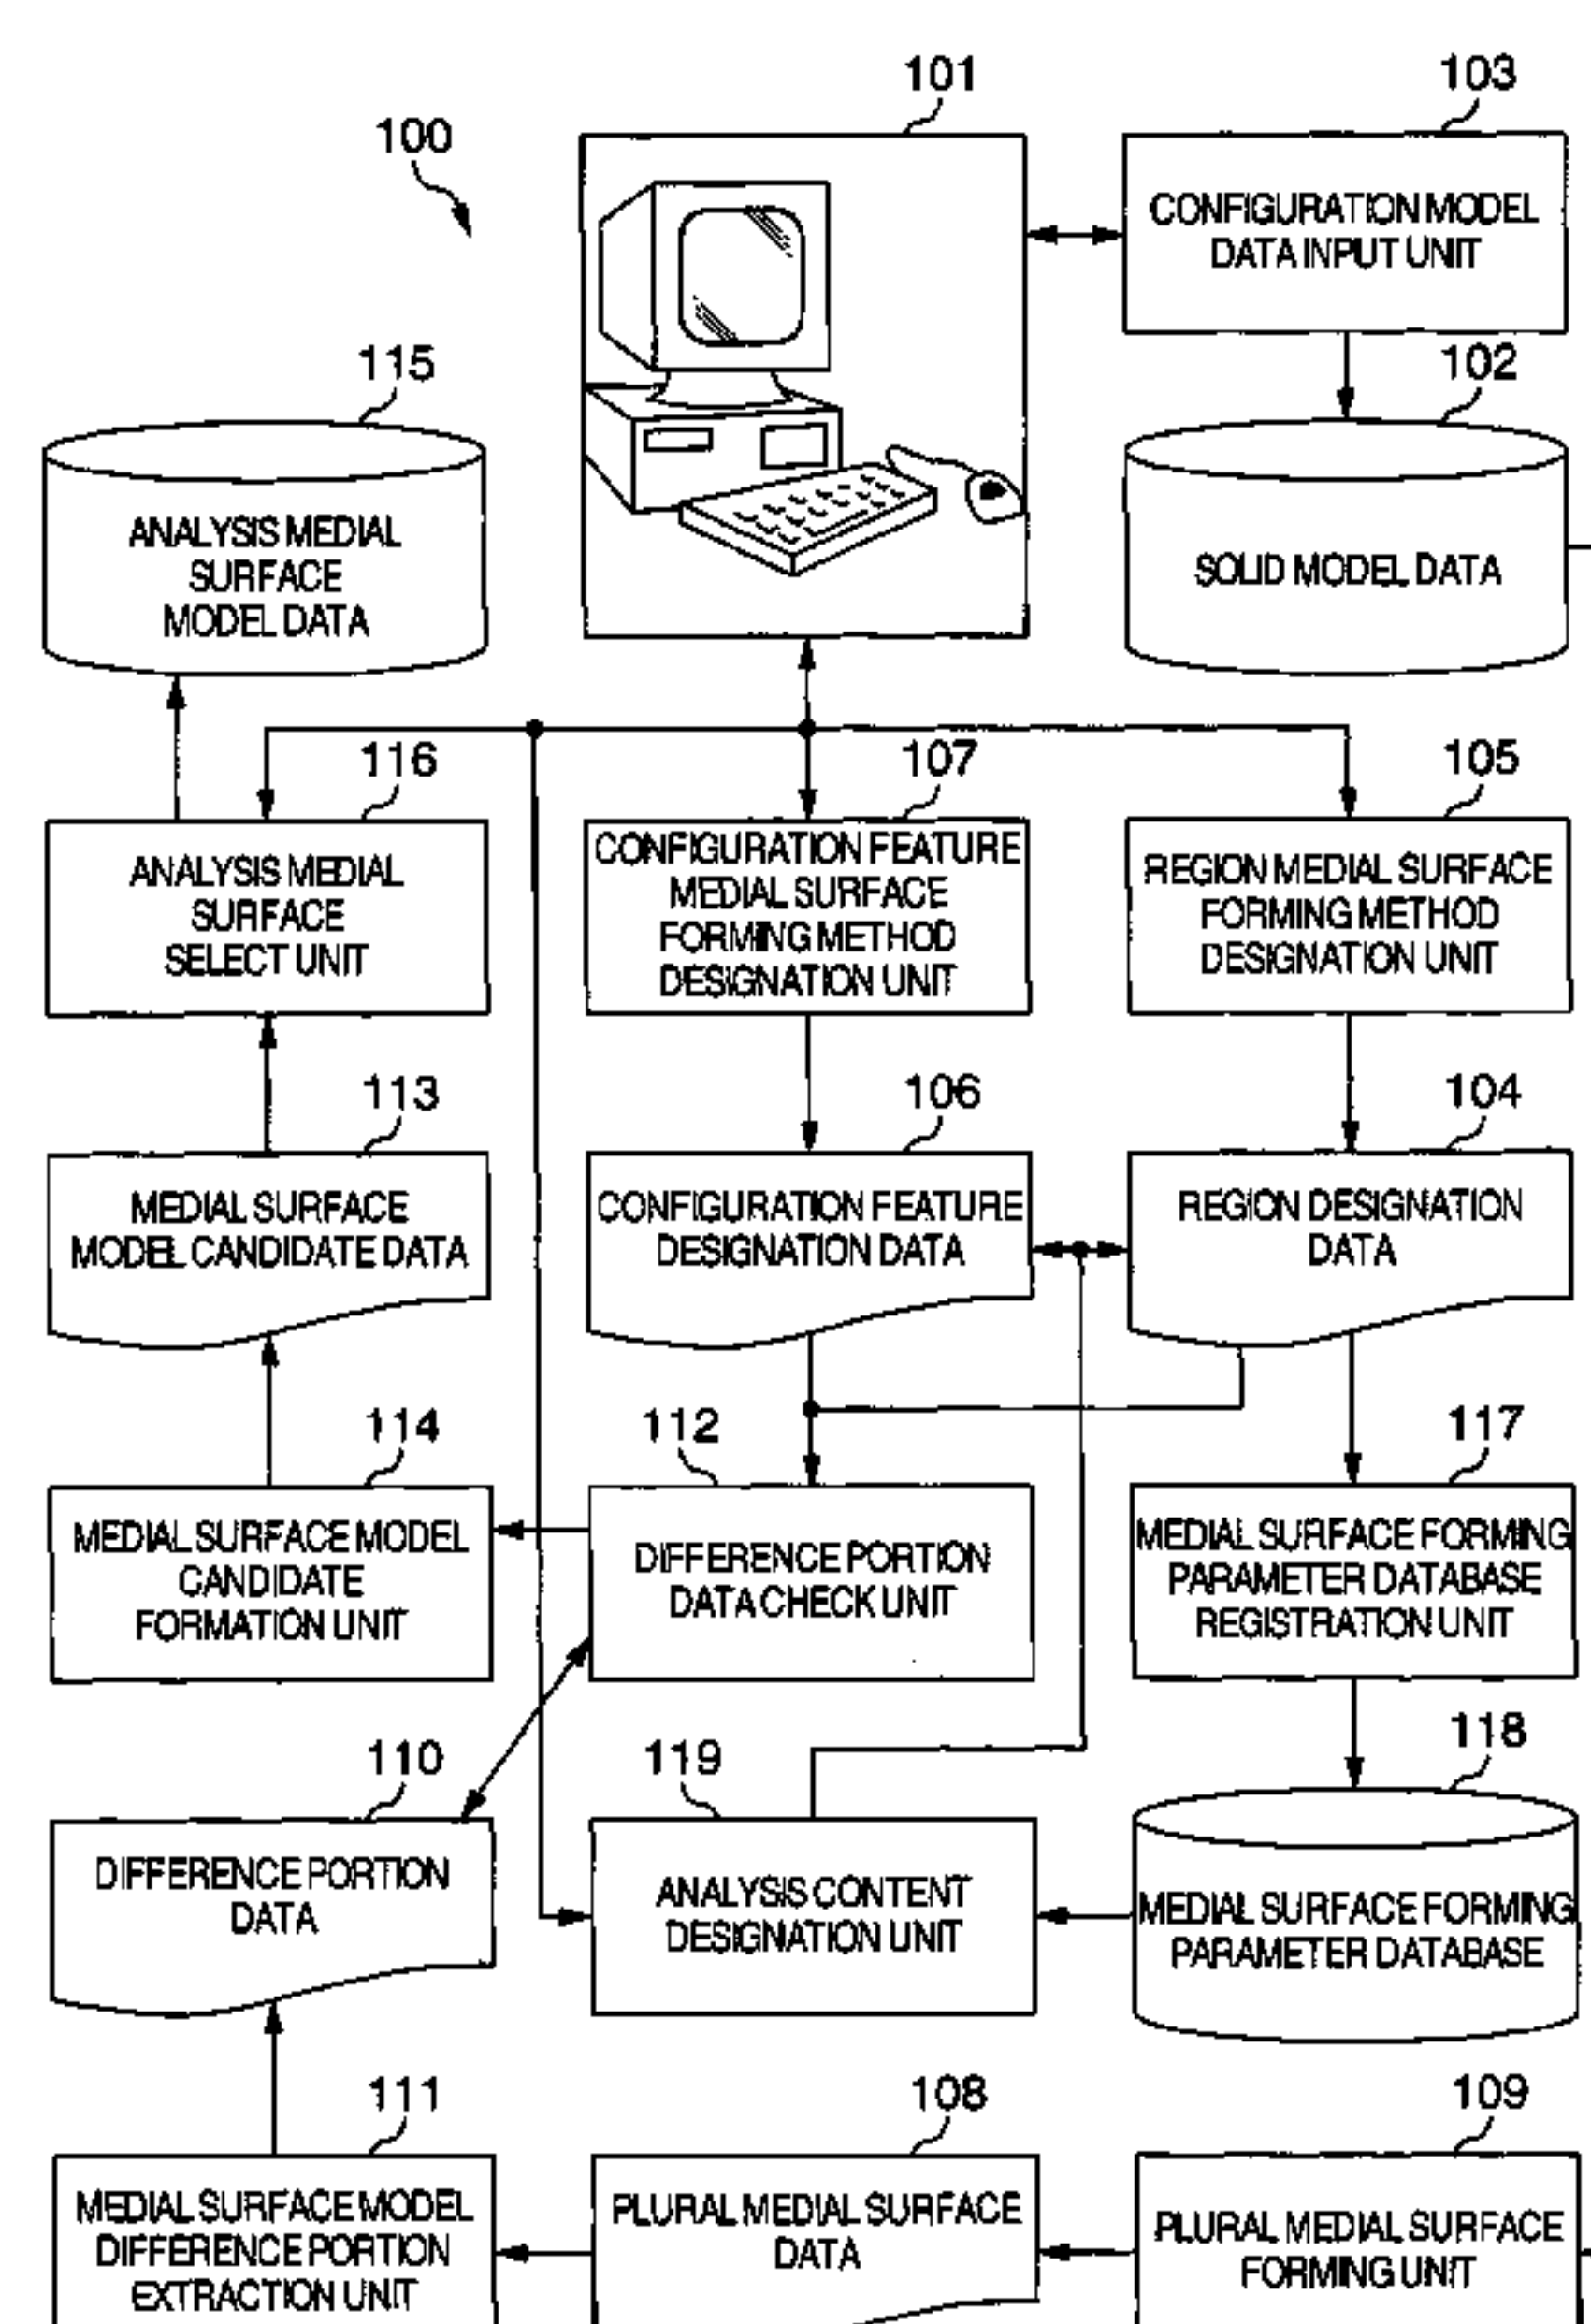 101
103
100
CONFIGURATION MODEL
DATA INPUT UNIT
115
102
ANALYSIS MEDIAL
SURFACE
MODEL DATA
SOLID MODEL DATA
116
107
105
ANALYSIS MEDIAL
SURFACE
SELECT UNIT
CONFIGURATION FEATURE
MEDIAL SURFACE
FORMING METHOD
DESIGNATION UNIT
REGION MEDIAL SURFACE
FORMING METHOD
DESIGNATION UNIT
113
106
104
MEDIAL SURFACE
MODEL CANDIDATE DATA
CONFIGURATION FEATURE
DESIGNATION DATA
REGION DESIGNATION
DATA
114
112
117
MEDIAL SURFACE MODEL
CANDIDATE
FORMATION UNIT
DIFFERENCE PORTION
DATA CHECK UNIT
MEDIAL SURFACE FORMING
PARAMETER DATABASE
REGISTRATION UNIT
110
119
118
DIFFERENCE PORTION
DATA
ANALYSIS CONTENT
DESIGNATION UNIT
MEDIAL SURFACE FORMING
PARAMETER DATABASE
111
108
109
MEDIAL SURFACE MODEL
DIFFERENCE PORTION
EXTRACTION UNIT
PLURAL MEDIAL SURFACE
DATA
PLURAL MEDIAL SURFACE
FORMING UNIT